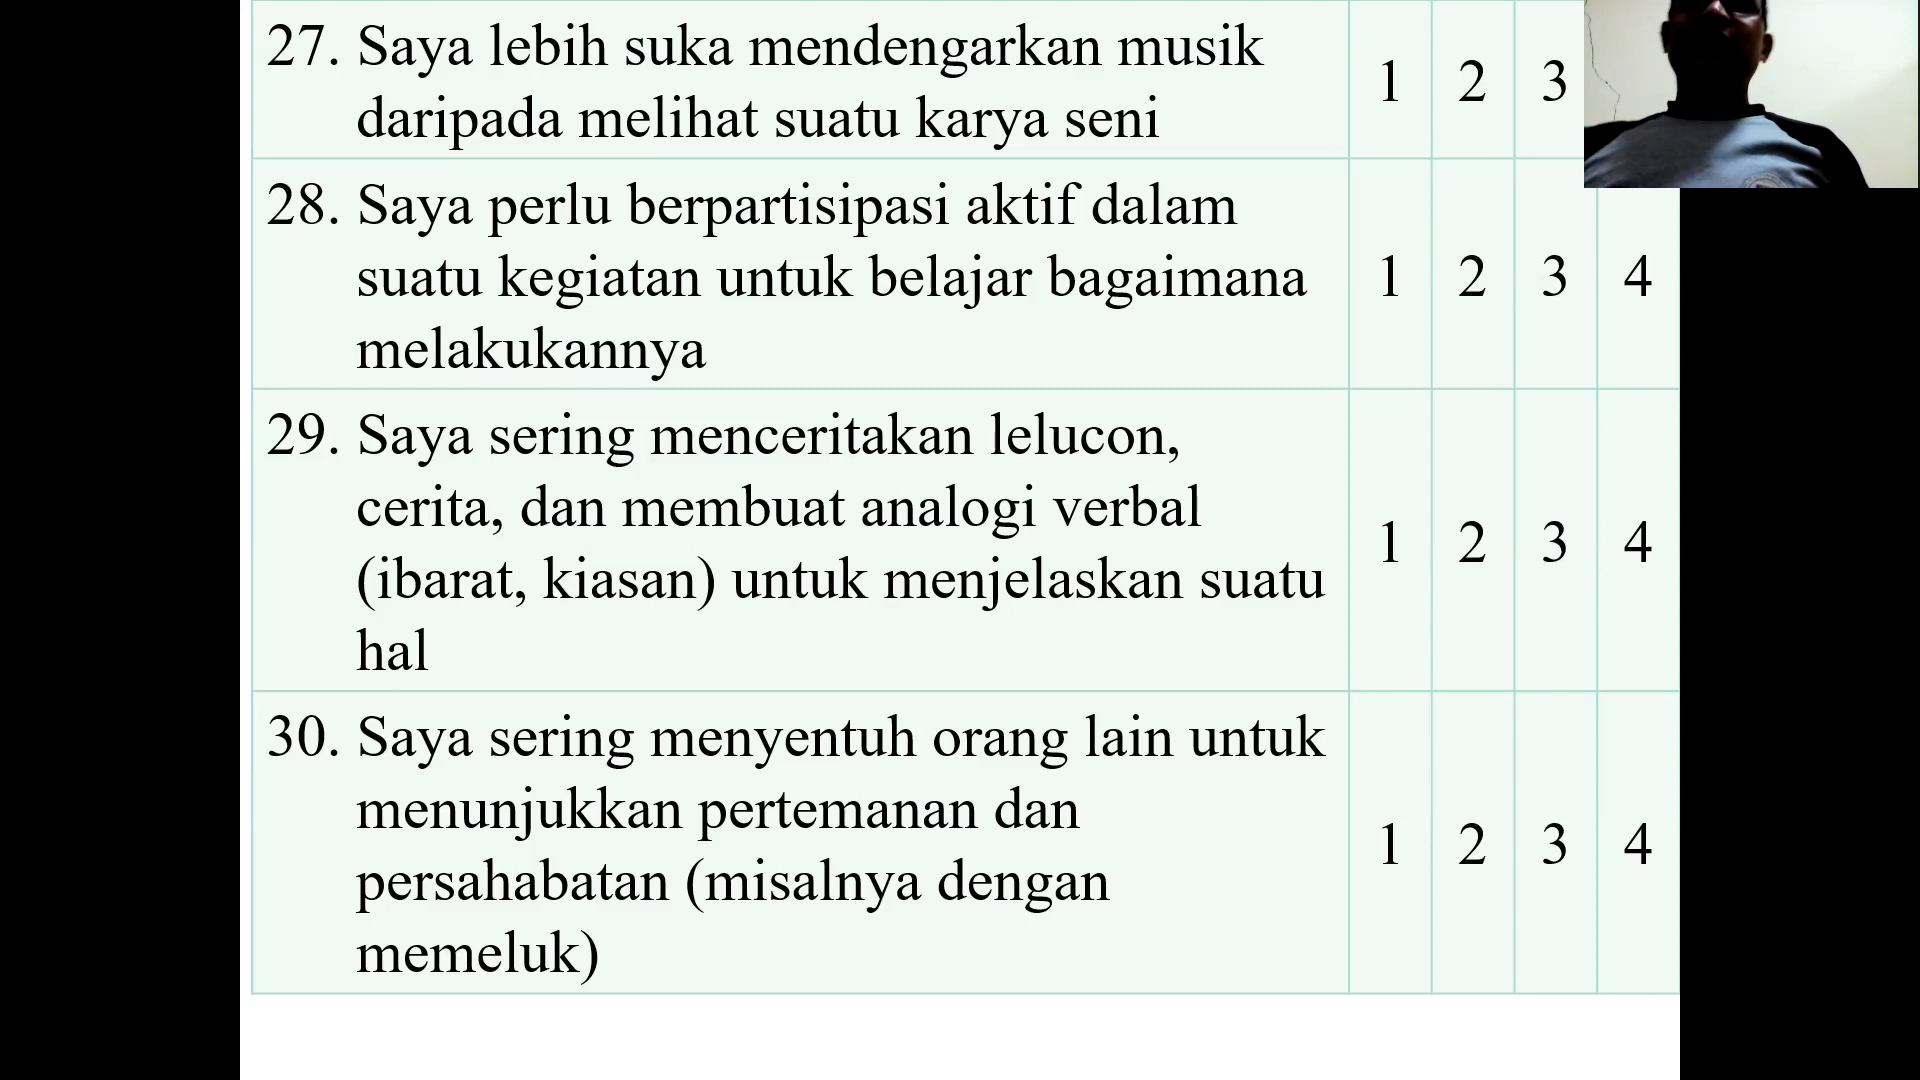 27. Saya lebih suka mendengarkan musik
daripada melihat suatu karya seni
1 2 3
28. Saya perlu berpartisipasi aktif dalam
suatu kegiatan untuk belajar bagaimana
melakukannya
1 2 3 4
29. Saya sering menceritakan lelucon,
cerita, dan membuat analogi verbal
(ibarat, kiasan) untuk menjelaskan suatu
hal
1 2 3 4
30. Saya sering menyentuh orang lain untuk
menunjukkan pertemanan dan
persahabatan (misalnya dengan
memeluk)
1 2 3 4